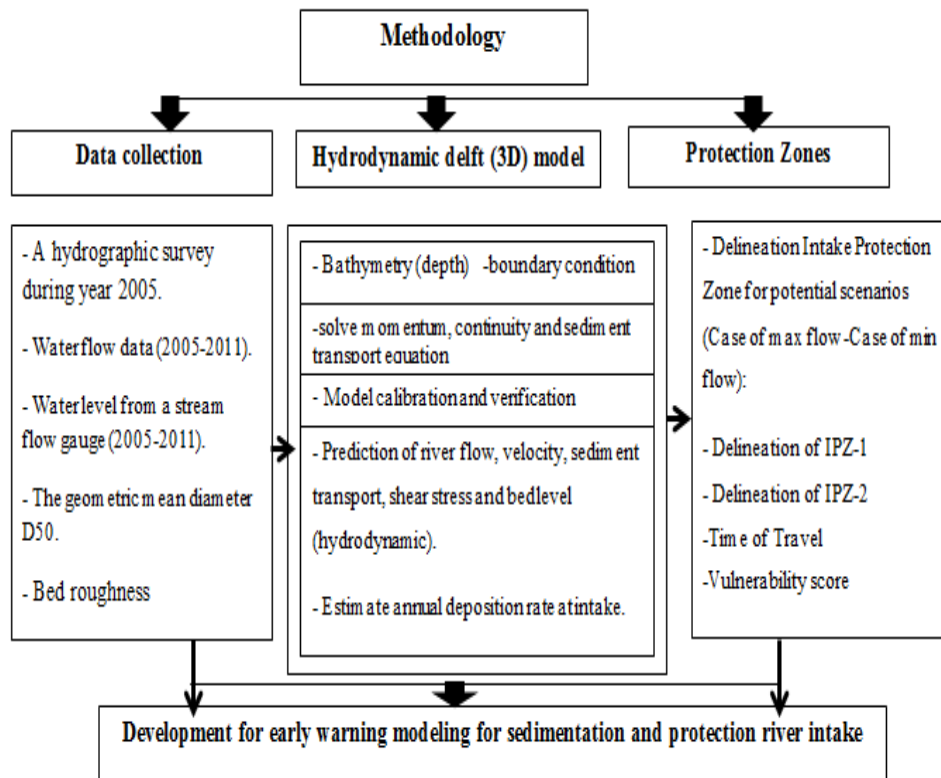 Methodology
Data collection
Hydrodynamic delft (3D) model
Protection Zones
- A hydrographic survey
during year 2005.
- Waterflow data (2005-2011).
- Water level from a stream
flow gauge (2005-2011).
- The geometric mean diameter
D50.
- Bed roughness
- Bathymetry (depth) -boundary condition
-solve momentum, continuity and sediment
transport equation
- Model calibration and verification
- Prediction of river flow, velocity, sediment
transport, shear stress and bed level
(hydrodynamic).
- Estimate annual deposition rate at intake.
- Delineation Intake Protection
Zone for potential scenarios
(Case of max flow -Case of min
flow):
- Delineation of IPZ-1
- Delineation of IPZ-2
-Time of Travel
-Vulnerability score
Development for early warning modeling for sedimentation and protection river intake